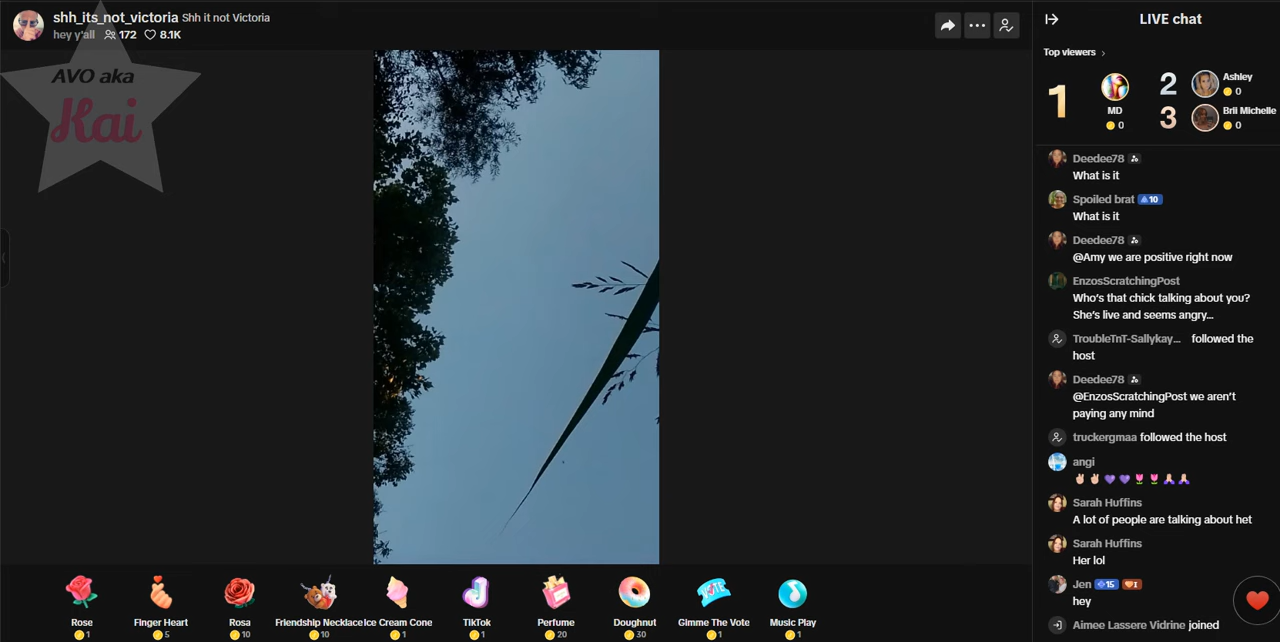 shh_its_not_victoria Shh it not Victoria
hey y'all 172 8.1K
AVO aka
Kai
LIVE chat
Top viewers
1
MD
0
2
Ashley
0
3
Brii Michelle
0
Deedee78
What is it
Spoiled brat 10
What is it
Deedee78
@Amy we are positive right now
EnzosScratchingPost
Who's that chick talking about you?
She's live and seems angry...
TroubleTnT-Sallykay... followed the
host
Deedee78
@EnzosScratchingPost we aren't
paying any mind
truckergmaa followed the host
angi
Sarah Huffins
A lot of people are talking about het
Sarah Huffins
Her lol
Jen 15 I
hey
Aimee Lassere Vidrine joined
Rose
1
Finger Heart
5
Rosa
10
Friendship Necklace
10
Ice Cream Cone
1
TikTok
1
Perfume
20
Doughnut
30
VOTE
Gimme The Vote
1
Music Play
1